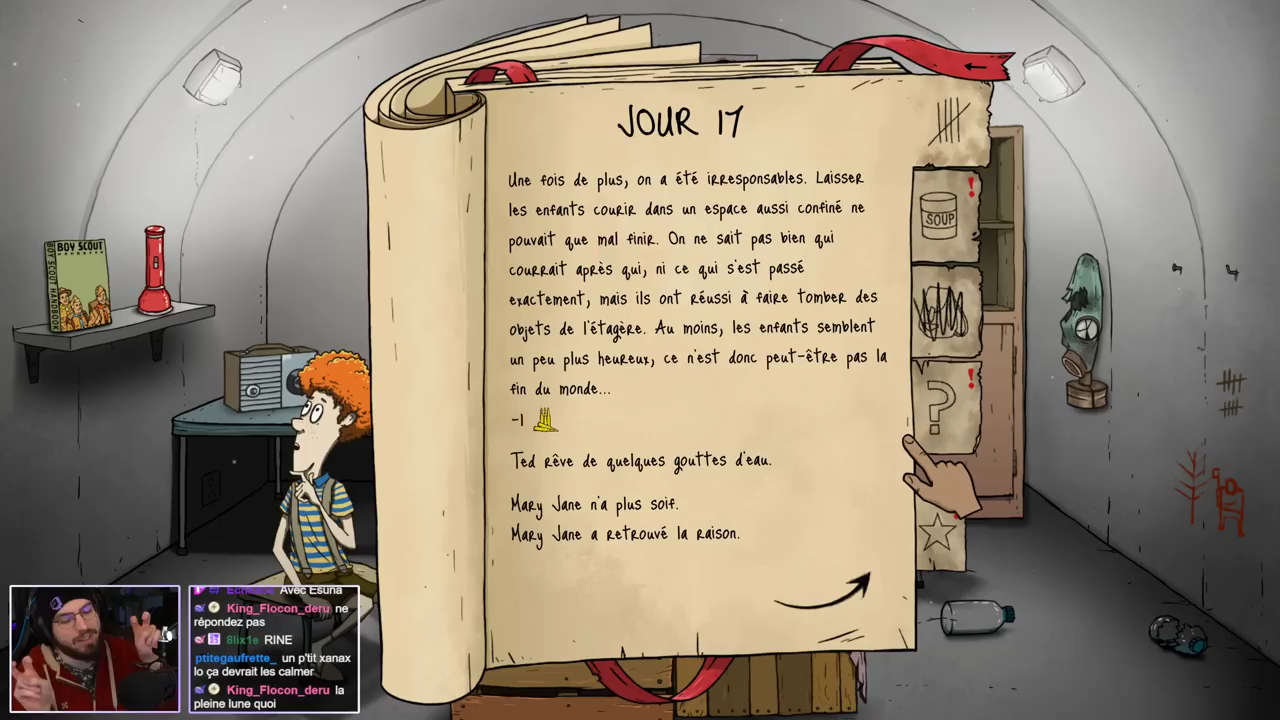 JOUR 17
Une fois de plus, on a été irresponsables. Laisser
les enfants courir dans un espace aussi confiné ne
pouvait que mal finir. On ne sait pas bien qui
courrait après qui, ni ce qui s'est passé
exactement, mais ils ont réussi à faire tomber des
objets de l'étagère. Au moins, les enfants semblent
un peu plus heureux, ce n'est donc peut-être pas la
fin du monde...
-1
Ted rêve de quelques gouttes d'eau.
Mary Jane n'a plus soif.
Mary Jane a retrouvé la raison.
!
SOUP
!
?
BOY SCOUT
BOY SCOUT HANDBOOK
Avec Esuna
King_Flocon_deru ne
répondez pas
8lix1e RINE
ptitegaufrette_ un p'tit xanax
lo ça devrait les calmer
King_Flocon_deru la
pleine lune quoi